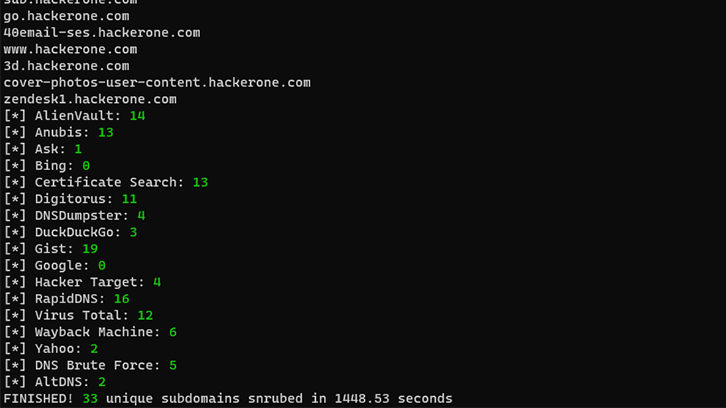 sub.hackerone.com
go.hackerone.com
40email-ses.hackerone.com
www.hackerone.com
3d.hackerone.com
cover-photos-user-content.hackerone.com
zendesk1.hackerone.com
[*] AlienVault: 14
[*] Anubis: 13
[*] Ask: 1
[*] Bing: 0
[*] Certificate Search: 13
[*] Digitorus: 11
[*] DNSDumpster: 4
[*] DuckDuckGo: 3
[*] Gist: 19
[*] Google: 0
[*] Hacker Target: 4
[*] RapidDNS: 16
[*] Virus Total: 12
[*] Wayback Machine: 6
[*] Yahoo: 2
[*] DNS Brute Force: 5
[*] AltDNS: 2
FINISHED! 33 unique subdomains snrubed in 1448.53 seconds